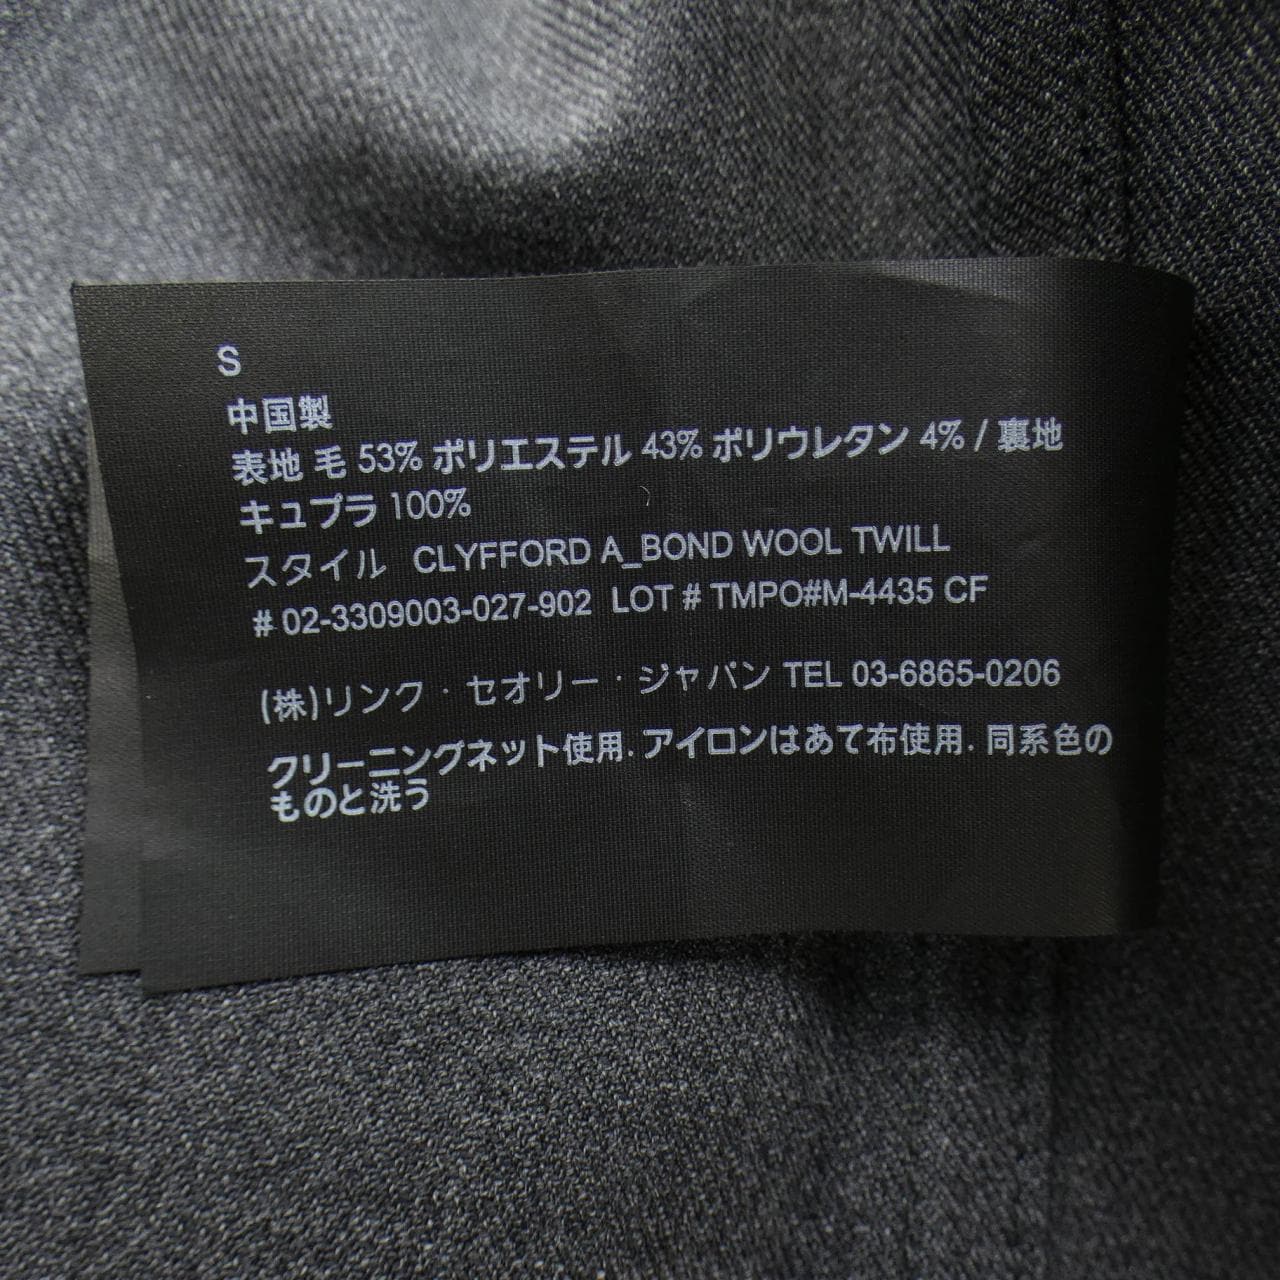 S
中国製
表地 毛 53% ポリエステル 43% ポリウレタン 4% / 裏地
キュプラ 100%
スタイル CLYFFORD A_BOND WOOL TWILL
# 02-3309003-027-902 LOT # TMPO#M-4435 CF
(株)リンク・セオリー・ジャパン TEL 03-6865-0206
クリーニングネット使用. アイロンはあて布使用. 同系色の
ものと洗う